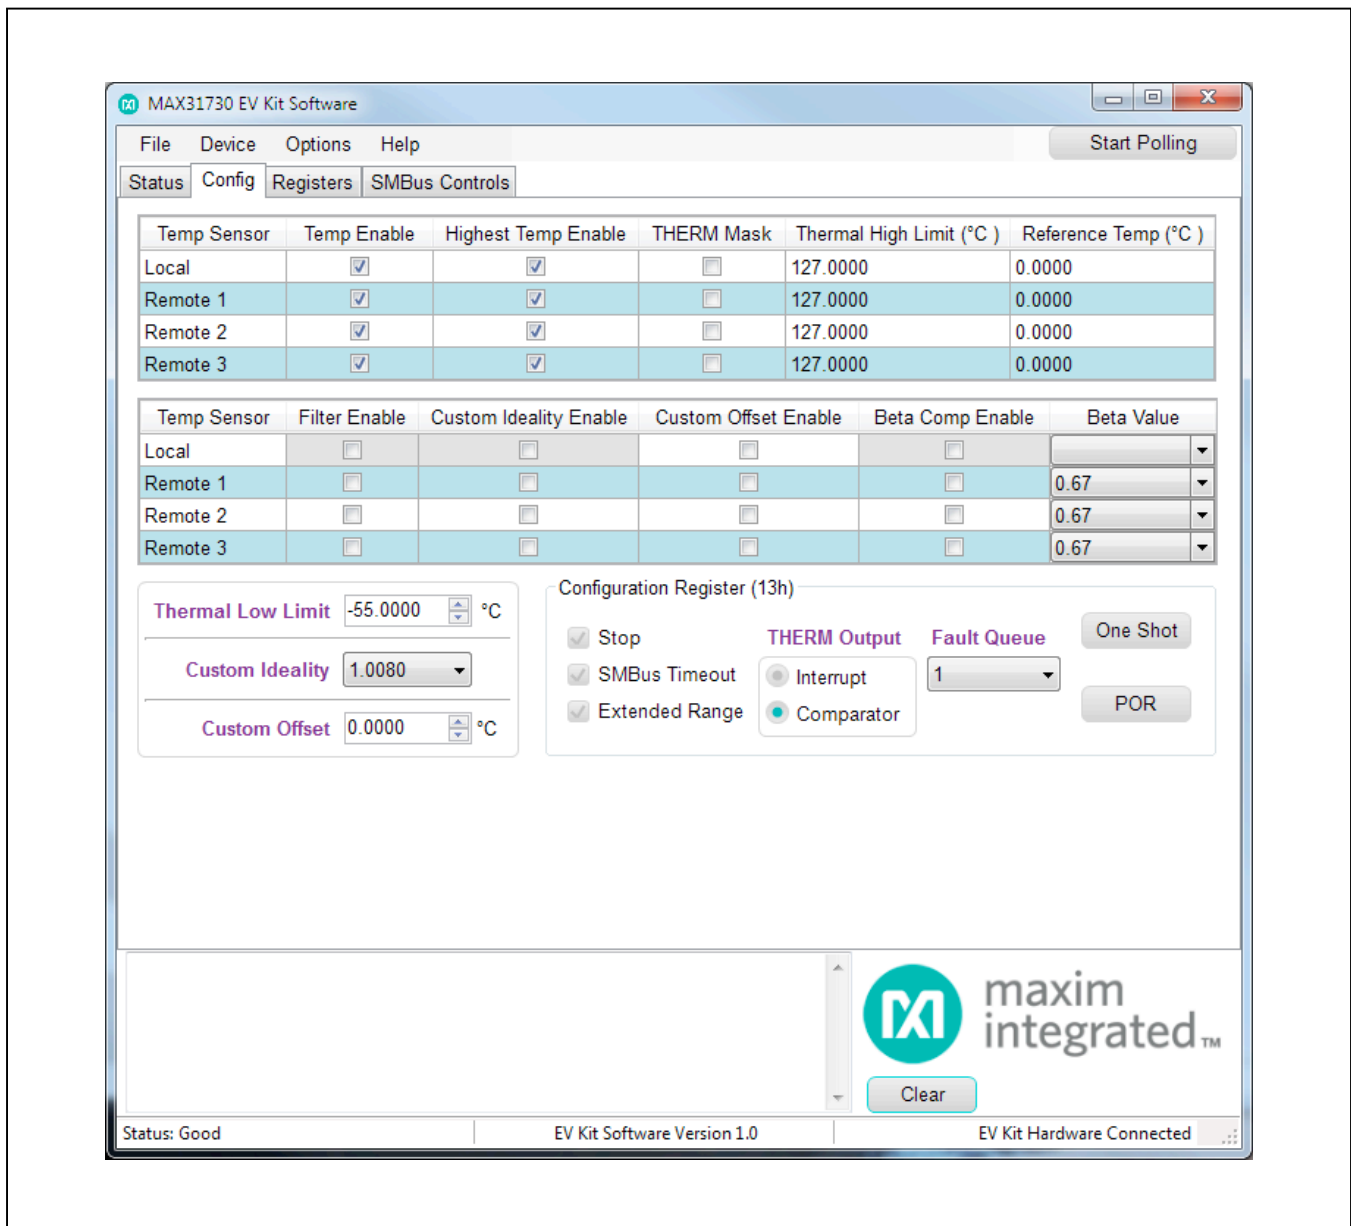 MAX31730 EV Kit Software
File Device Options Help Start Polling
Status Config Registers SMBus Controls
Temp Sensor Temp Enable Highest Temp Enable THERM Mask Thermal High Limit (°C ) Reference Temp (°C )
Local 127.0000 0.0000
Remote 1 127.0000 0.0000
Remote 2 127.0000 0.0000
Remote 3 127.0000 0.0000
Temp Sensor Filter Enable Custom Ideality Enable Custom Offset Enable Beta Comp Enable Beta Value
Local
Remote 1 0.67
Remote 2 0.67
Remote 3 0.67
Thermal Low Limit -55.0000 °C
Custom Ideality 1.0080
Custom Offset 0.0000 °C
Configuration Register (13h)
Stop THERM Output Fault Queue One Shot
SMBus Timeout Interrupt 1
Extended Range Comparator POR
maxim
integrated™
Clear
Status: Good EV Kit Software Version 1.0 EV Kit Hardware Connected